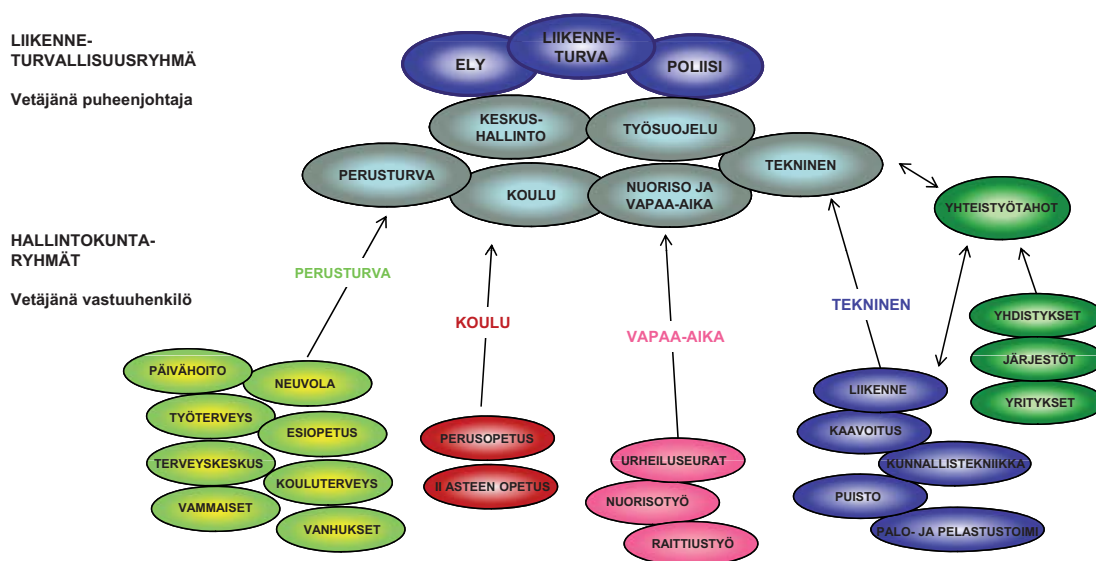 LIIKENNE-
TURVALLISUUSRYHMÄ
Vetäjänä puheenjohtaja
ELY
LIIKENNE-
TURVA
POLIISI
KESKUS-
HALLINTO
TYÖSUOJELU
PERUSTURVA
KOULU
NUORISO JA
VAPAA-AIKA
TEKNINEN
YHTEISTYÖTAHOT
HALLINTOKUNTA-
RYHMÄT
Vetäjänä vastuuhenkilö
PERUSTURVA
KOULU
VAPAA-AIKA
TEKNINEN
YHDISTYKSET
JÄRJESTÖT
YRITYKSET
PÄIVÄHOITO
NEUVOLA
TYÖTERVEYS
ESIOPETUS
TERVEYSKESKUS
KOULUTERVEYS
VAMMAISET
VANHUKSET
PERUSOPETUS
II ASTEEN OPETUS
URHEILUSEURAT
NUORISOTYÖ
RAITTIUSTYÖ
LIIKENNE
KAAVOITUS
KUNNALLISTEKNIIKKA
PUISTO
PALO- JA PELASTUSTOIMI